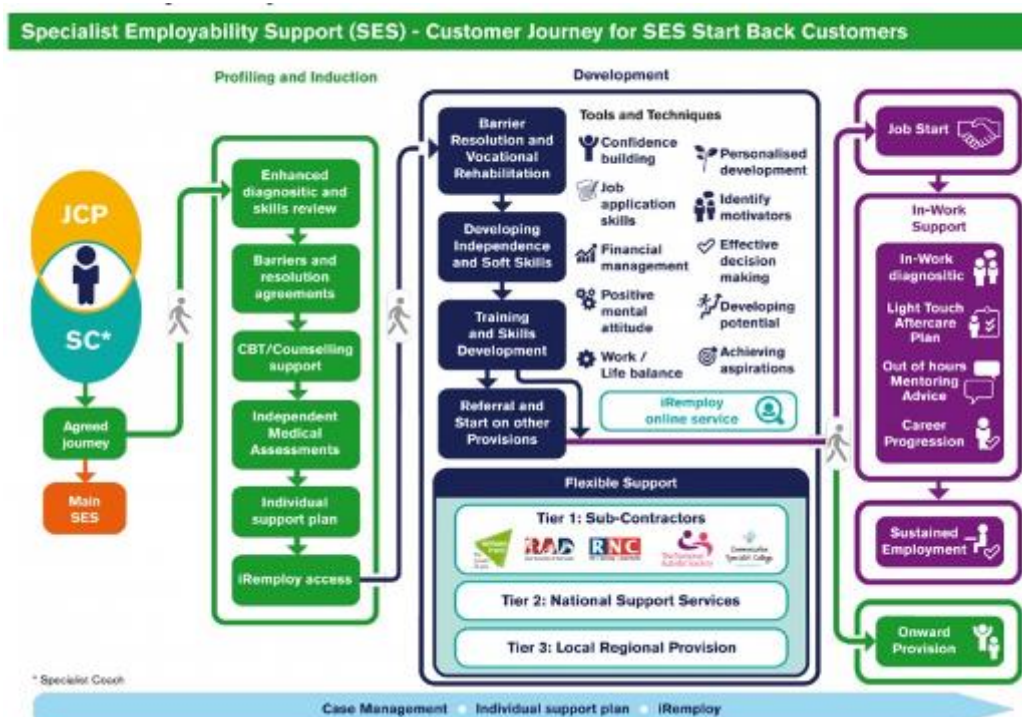 Specialist Employability Support (SES) - Customer Journey for SES Start Back Customers
Profiling and Induction
Development
JCP
SC*
Agreed
journey
Main
SES
Enhanced
diagnositic and
skills review
Barriers and
resolution
agreements
CBT/Counselling
support
Independent
Medical
Assessments
Individual
support plan
iRemploy access
Barrier
Resolution and
Vocational
Rehabilitation
Developing
Independence
and Soft Skills
Training
and Skills
Development
Referral and
Start on other
Provisions
Tools and Techniques
Confidence
building
Job
application
skills
Financial
management
Positive
mental
attitude
Work /
Life balance
Personalised
development
Identify
motivators
Effective
decision
making
Developing
potential
Achieving
aspirations
iRemploy
online service
Flexible Support
Tier 1: Sub-Contractors
RAD
RNC
Tier 2: National Support Services
Tier 3: Local Regional Provision
Job Start
In-Work
Support
In-Work
diagnositic
Light Touch
Aftercare
Plan
Out of hours
Mentoring
Advice
Career
Progression
Sustained
Employment
Onward
Provision
* Specialist Coach
Case Management
Individual support plan
iRemploy